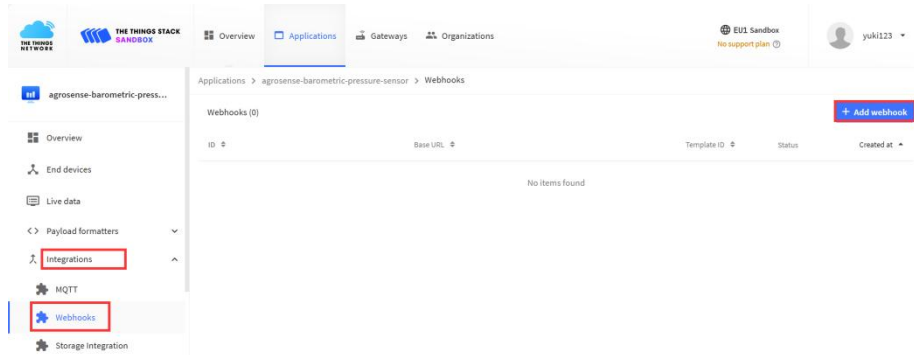 THE THINGS
NETWORK
THE THINGS STACK
SANDBOX
Overview
Applications
Gateways
Organizations
EU1 Sandbox
No support plan
yuki123
agrosense-barometric-press...
Applications > agrosense-barometric-pressure-sensor > Webhooks
Webhooks (0)
+ Add webhook
ID
Base URL
Template ID
Status
Created at
No items found
Overview
End devices
Live data
<> Payload formatters
Integrations
MQTT
Webhooks
Storage Integration